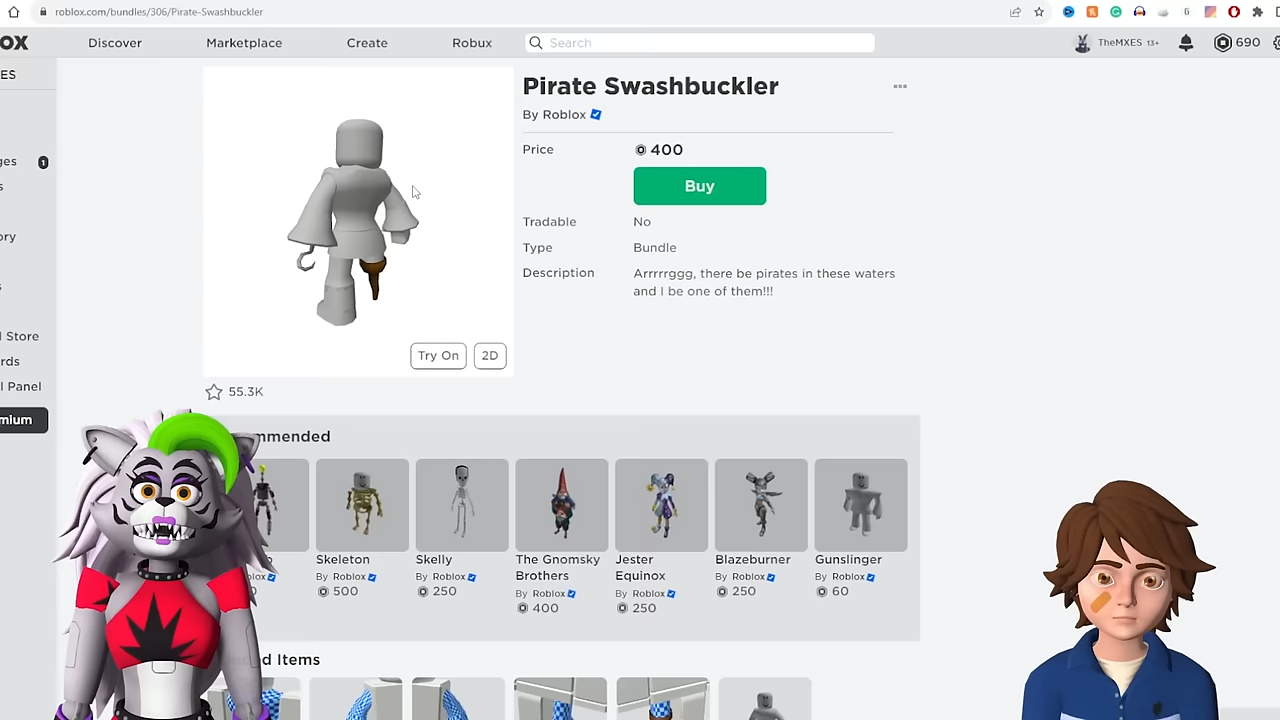 roblox.com/bundles/306/Pirate-Swashbuckler
OX
Discover
Marketplace
Create
Robux
Search
TheMXES 13+
690
ES
ges
1
s
ory
s
l Store
rds
l Panel
mium
Pirate Swashbuckler
By Roblox
Price
400
Buy
Tradable
No
Type
Bundle
Description
Arrrrrggg, there be pirates in these waters
and I be one of them!!!
Try On
2D
55.3K
mmended
blox
0
Skeleton
By Roblox
500
Skelly
By Roblox
250
The Gnomsky
Brothers
By Roblox
400
Jester
Equinox
By Roblox
250
Blazeburner
By Roblox
250
Gunslinger
By Roblox
60
ed Items